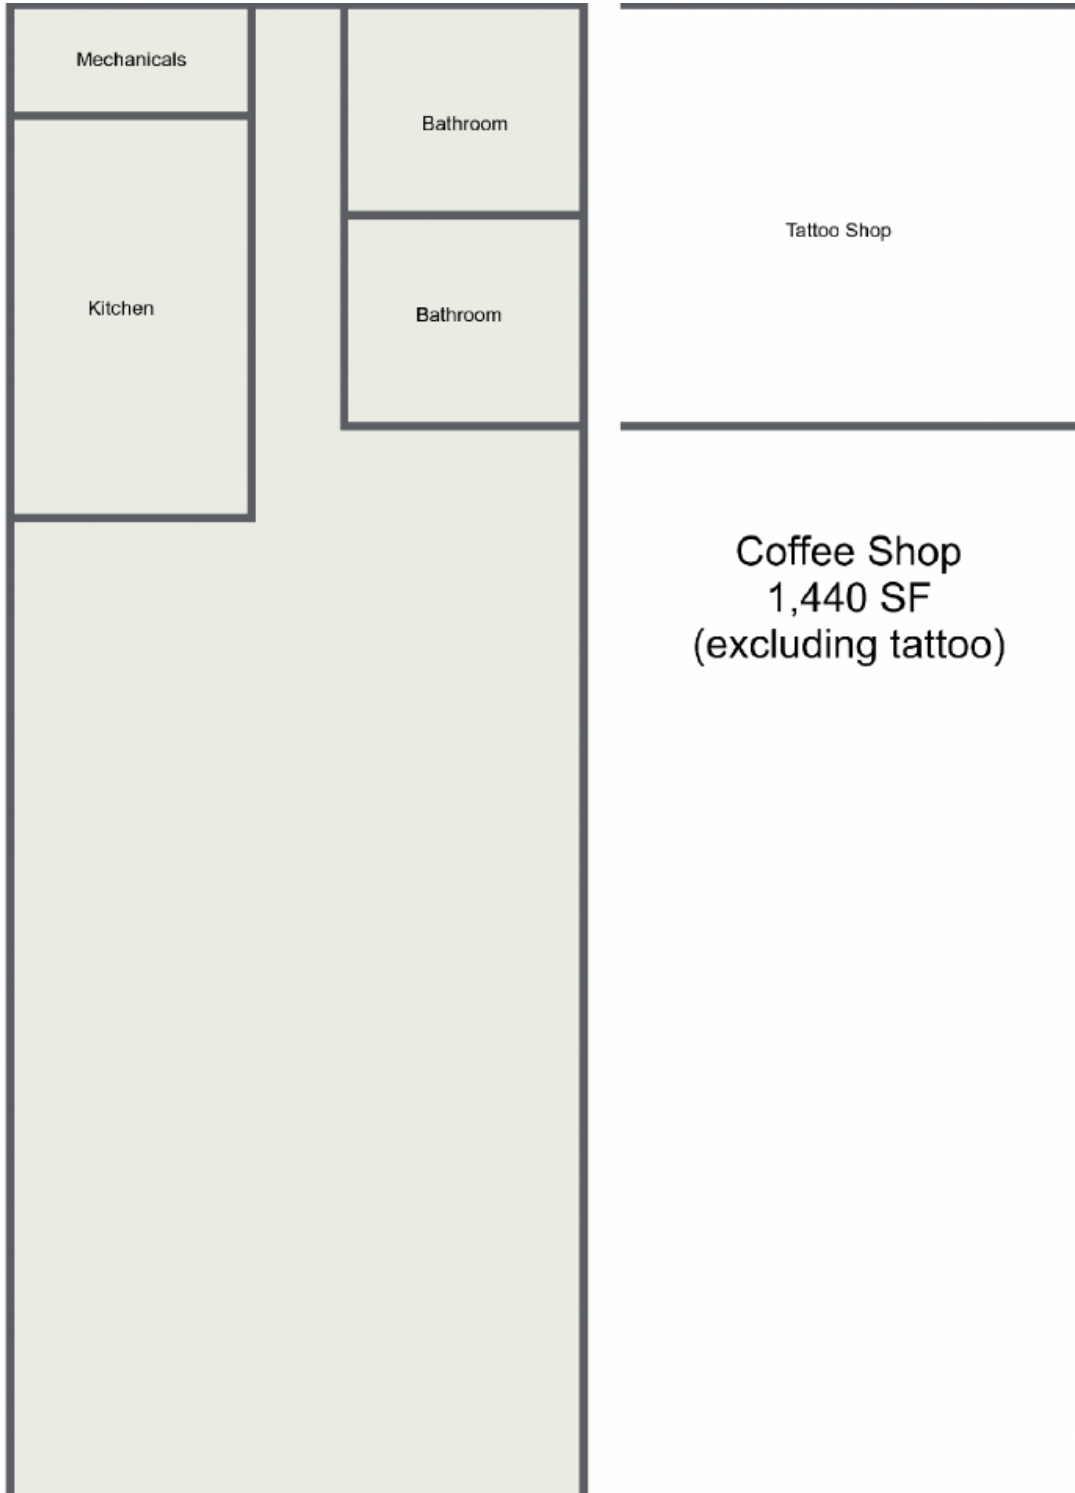 Mechanicals
Bathroom
Tattoo Shop
Kitchen
Bathroom
Coffee Shop
1,440 SF
(excluding tattoo)